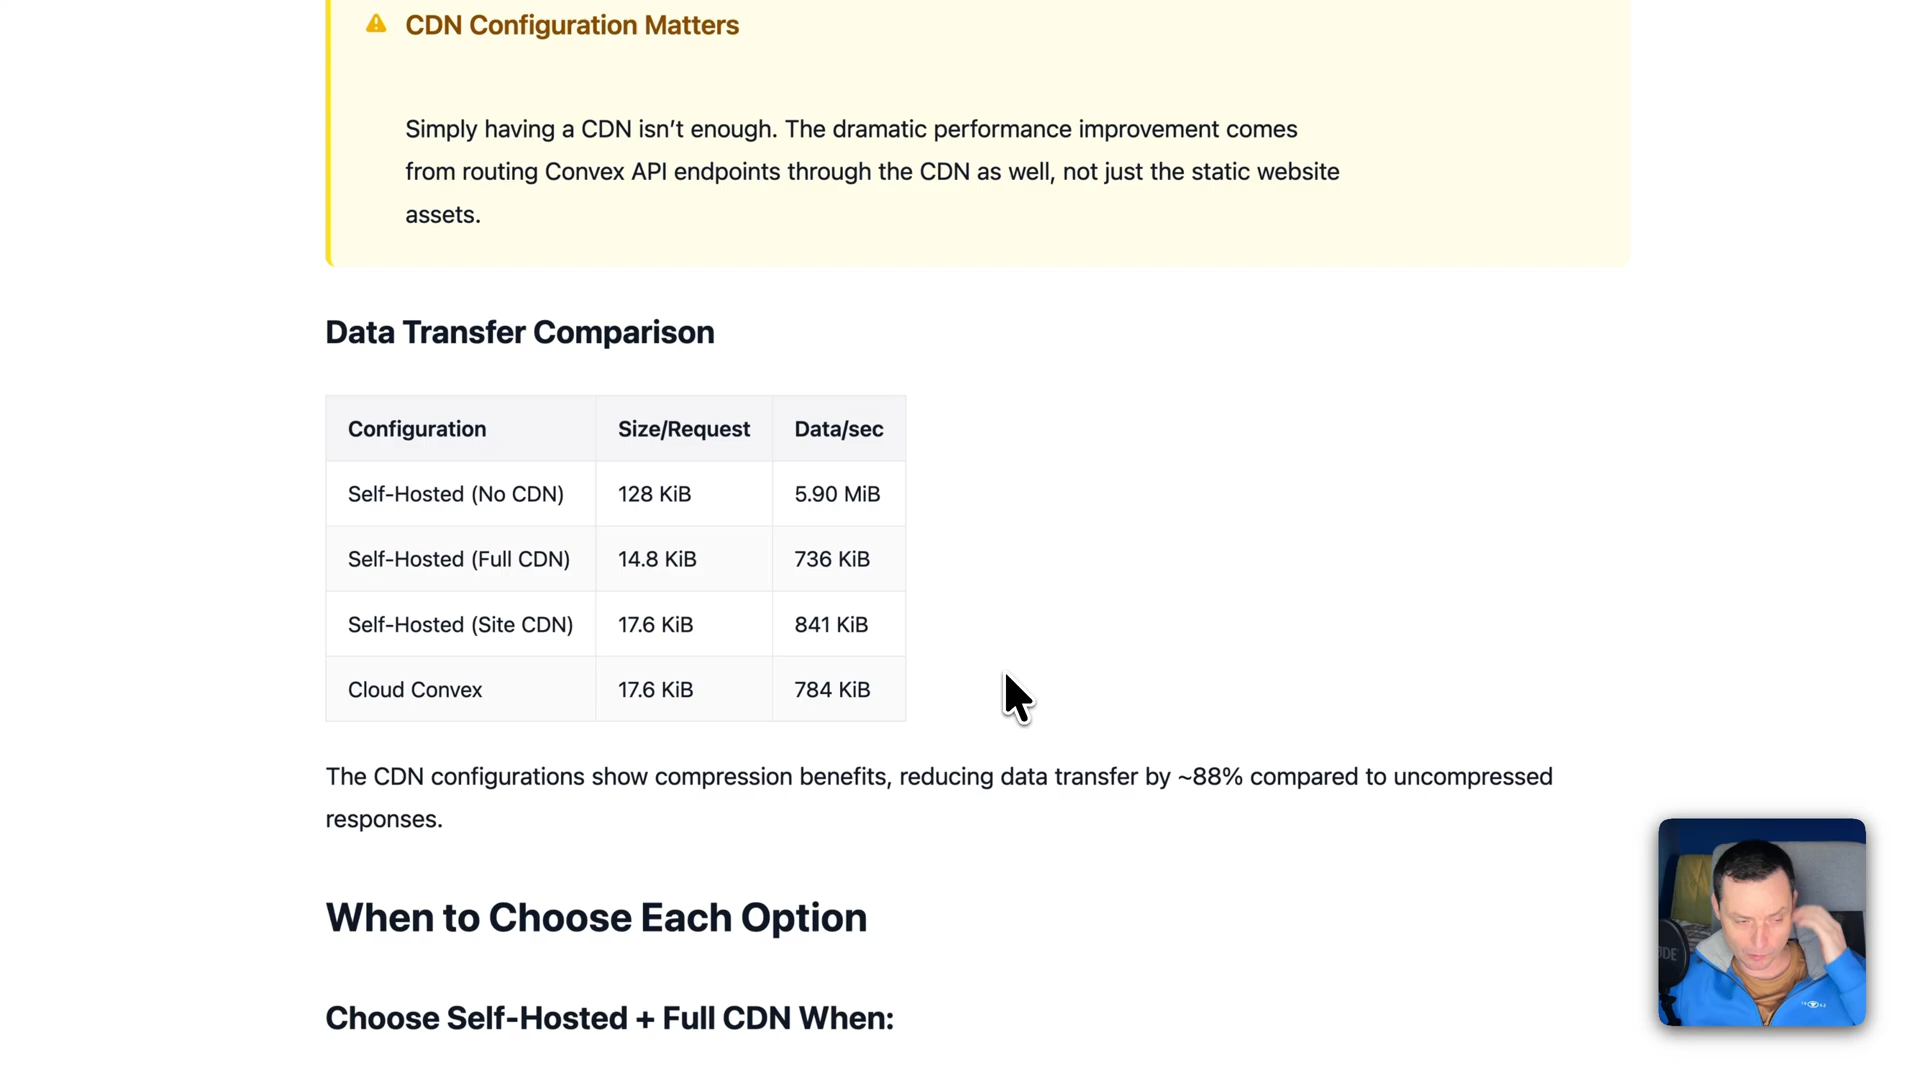 CDN Configuration Matters
Simply having a CDN isn’t enough. The dramatic performance improvement comes
from routing Convex API endpoints through the CDN as well, not just the static website
assets.
Data Transfer Comparison
Configuration Size/Request Data/sec
Self-Hosted (No CDN) 128 KiB 5.90 MiB
Self-Hosted (Full CDN) 14.8 KiB 736 KiB
Self-Hosted (Site CDN) 17.6 KiB 841 KiB
Cloud Convex 17.6 KiB 784 KiB
The CDN configurations show compression benefits, reducing data transfer by ~88% compared to uncompressed
responses.
When to Choose Each Option
Choose Self-Hosted + Full CDN When: